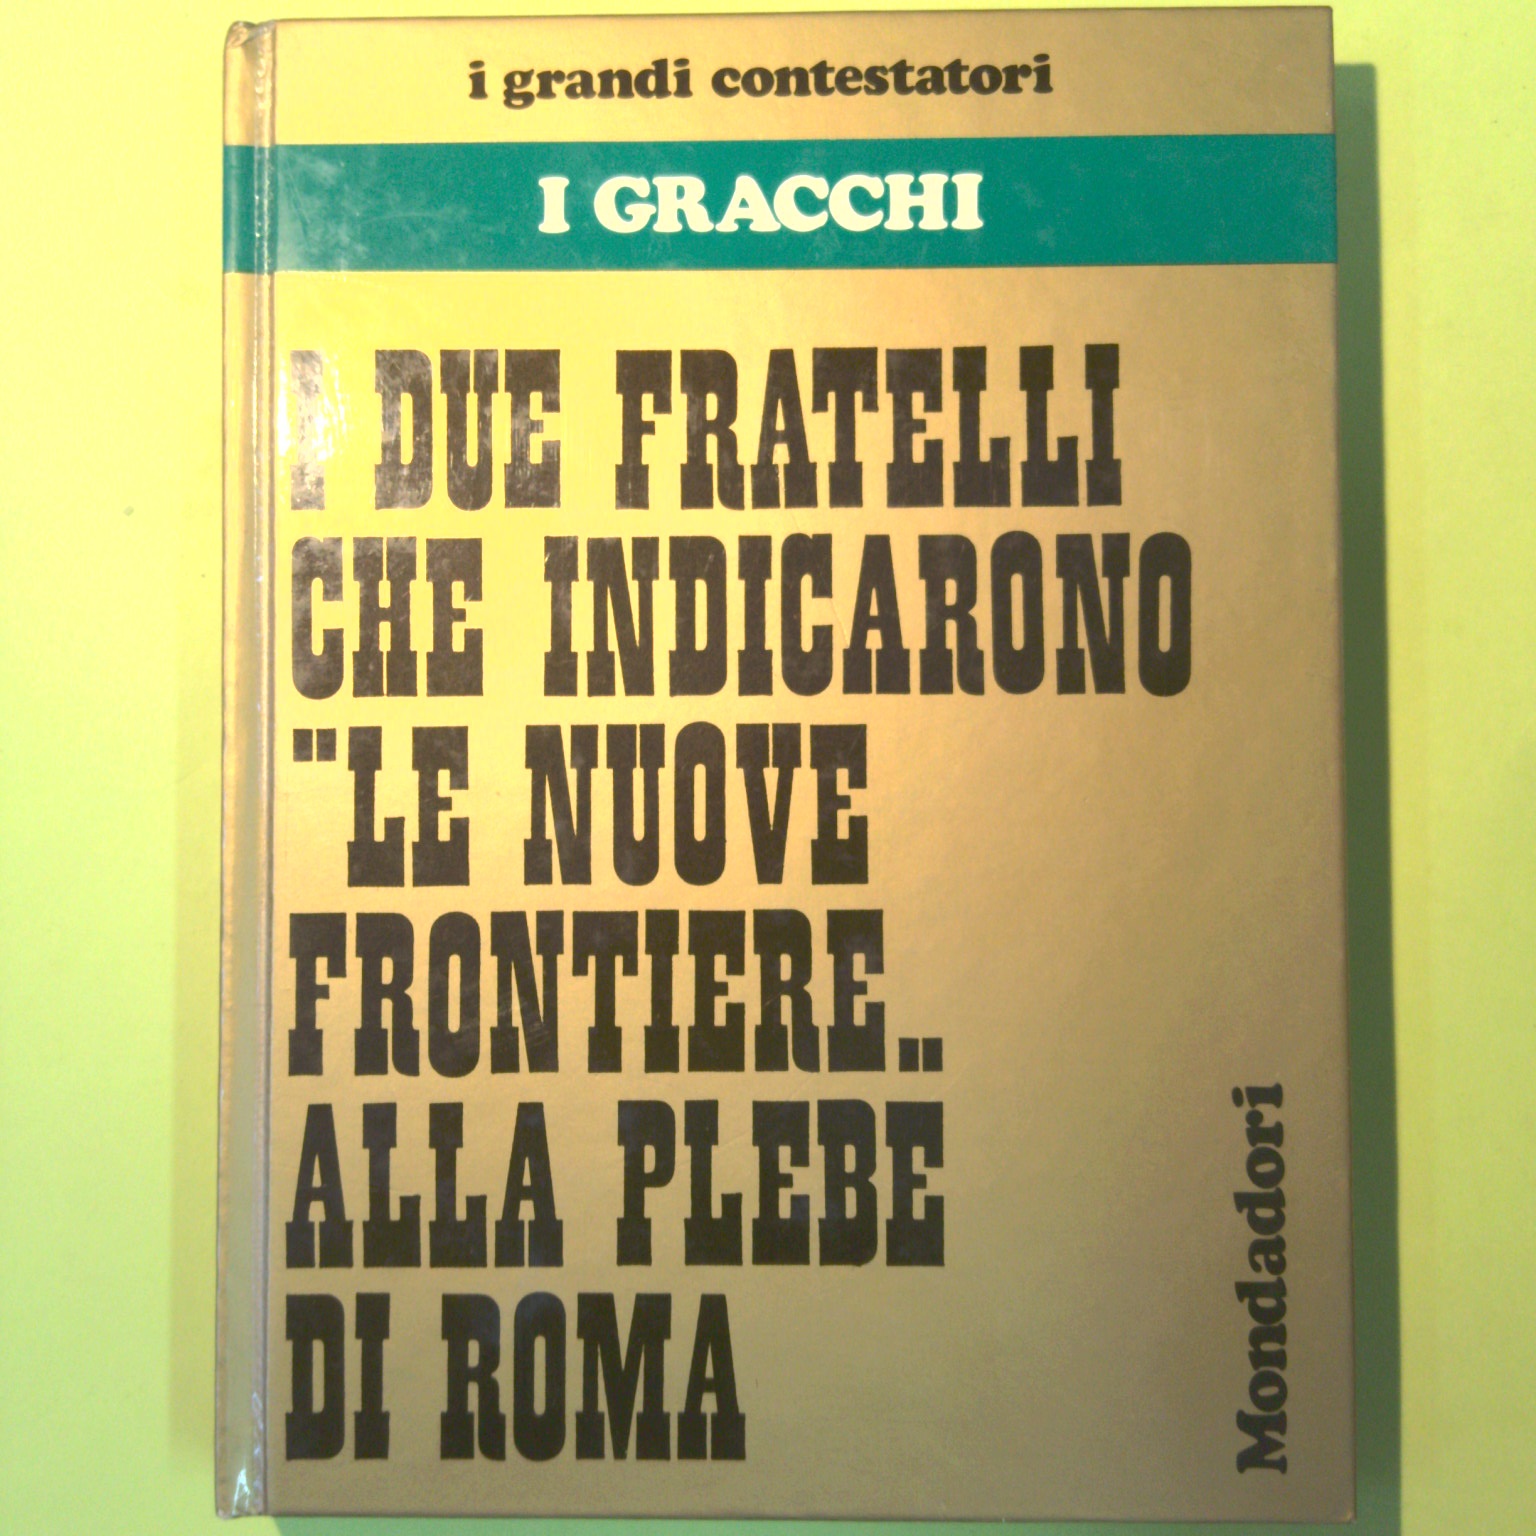 i grandi contestatori
I GRACCHI
I DUE FRATELLI
CHE INDICARONO
"LE NUOVE
FRONTIERE„
ALLA PLEBE
DI ROMA
Mondadori